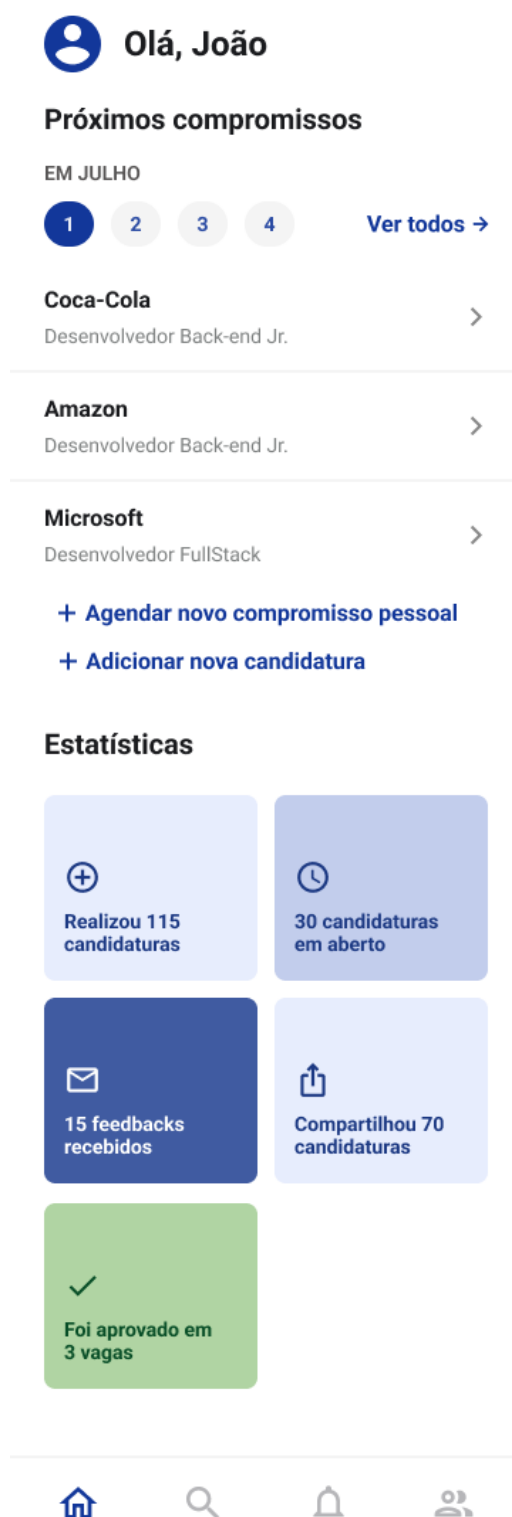 Olá, João
Próximos compromissos
EM JULHO
1 2 3 4 Ver todos →
Coca-Cola
Desenvolvedor Back-end Jr.
Amazon
Desenvolvedor Back-end Jr.
Microsoft
Desenvolvedor FullStack
+ Agendar novo compromisso pessoal
+ Adicionar nova candidatura
Estatísticas
Realizou 115
candidaturas
30 candidaturas
em aberto
15 feedbacks
recebidos
Compartilhou 70
candidaturas
Foi aprovado em
3 vagas